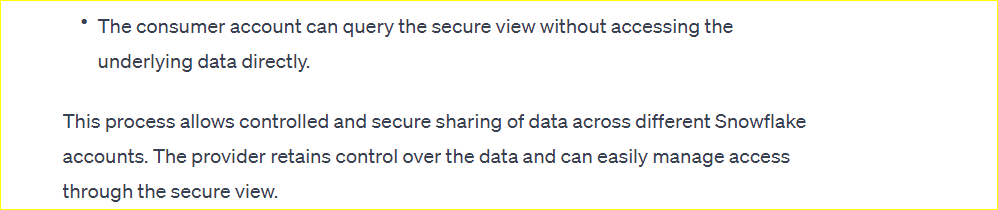 • The consumer account can query the secure view without accessing the
underlying data directly.
This process allows controlled and secure sharing of data across different Snowflake
accounts. The provider retains control over the data and can easily manage access
through the secure view.